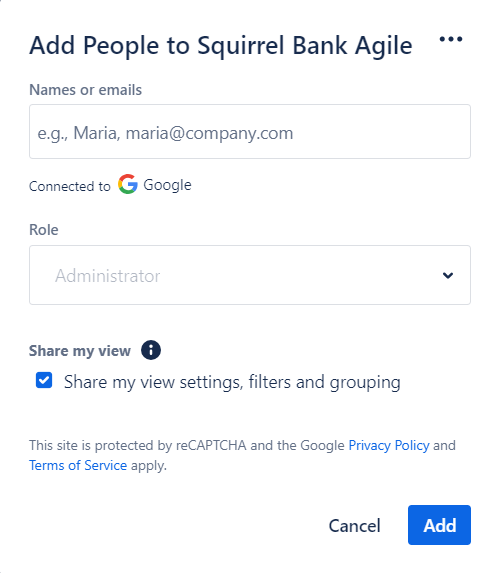 Add People to Squirrel Bank Agile
Names or emails
e.g., Maria, maria@company.com
Connected to Google
Role
Administrator
Share my view
Share my view settings, filters and grouping
This site is protected by reCAPTCHA and the Google Privacy Policy and
Terms of Service apply.
Cancel Add